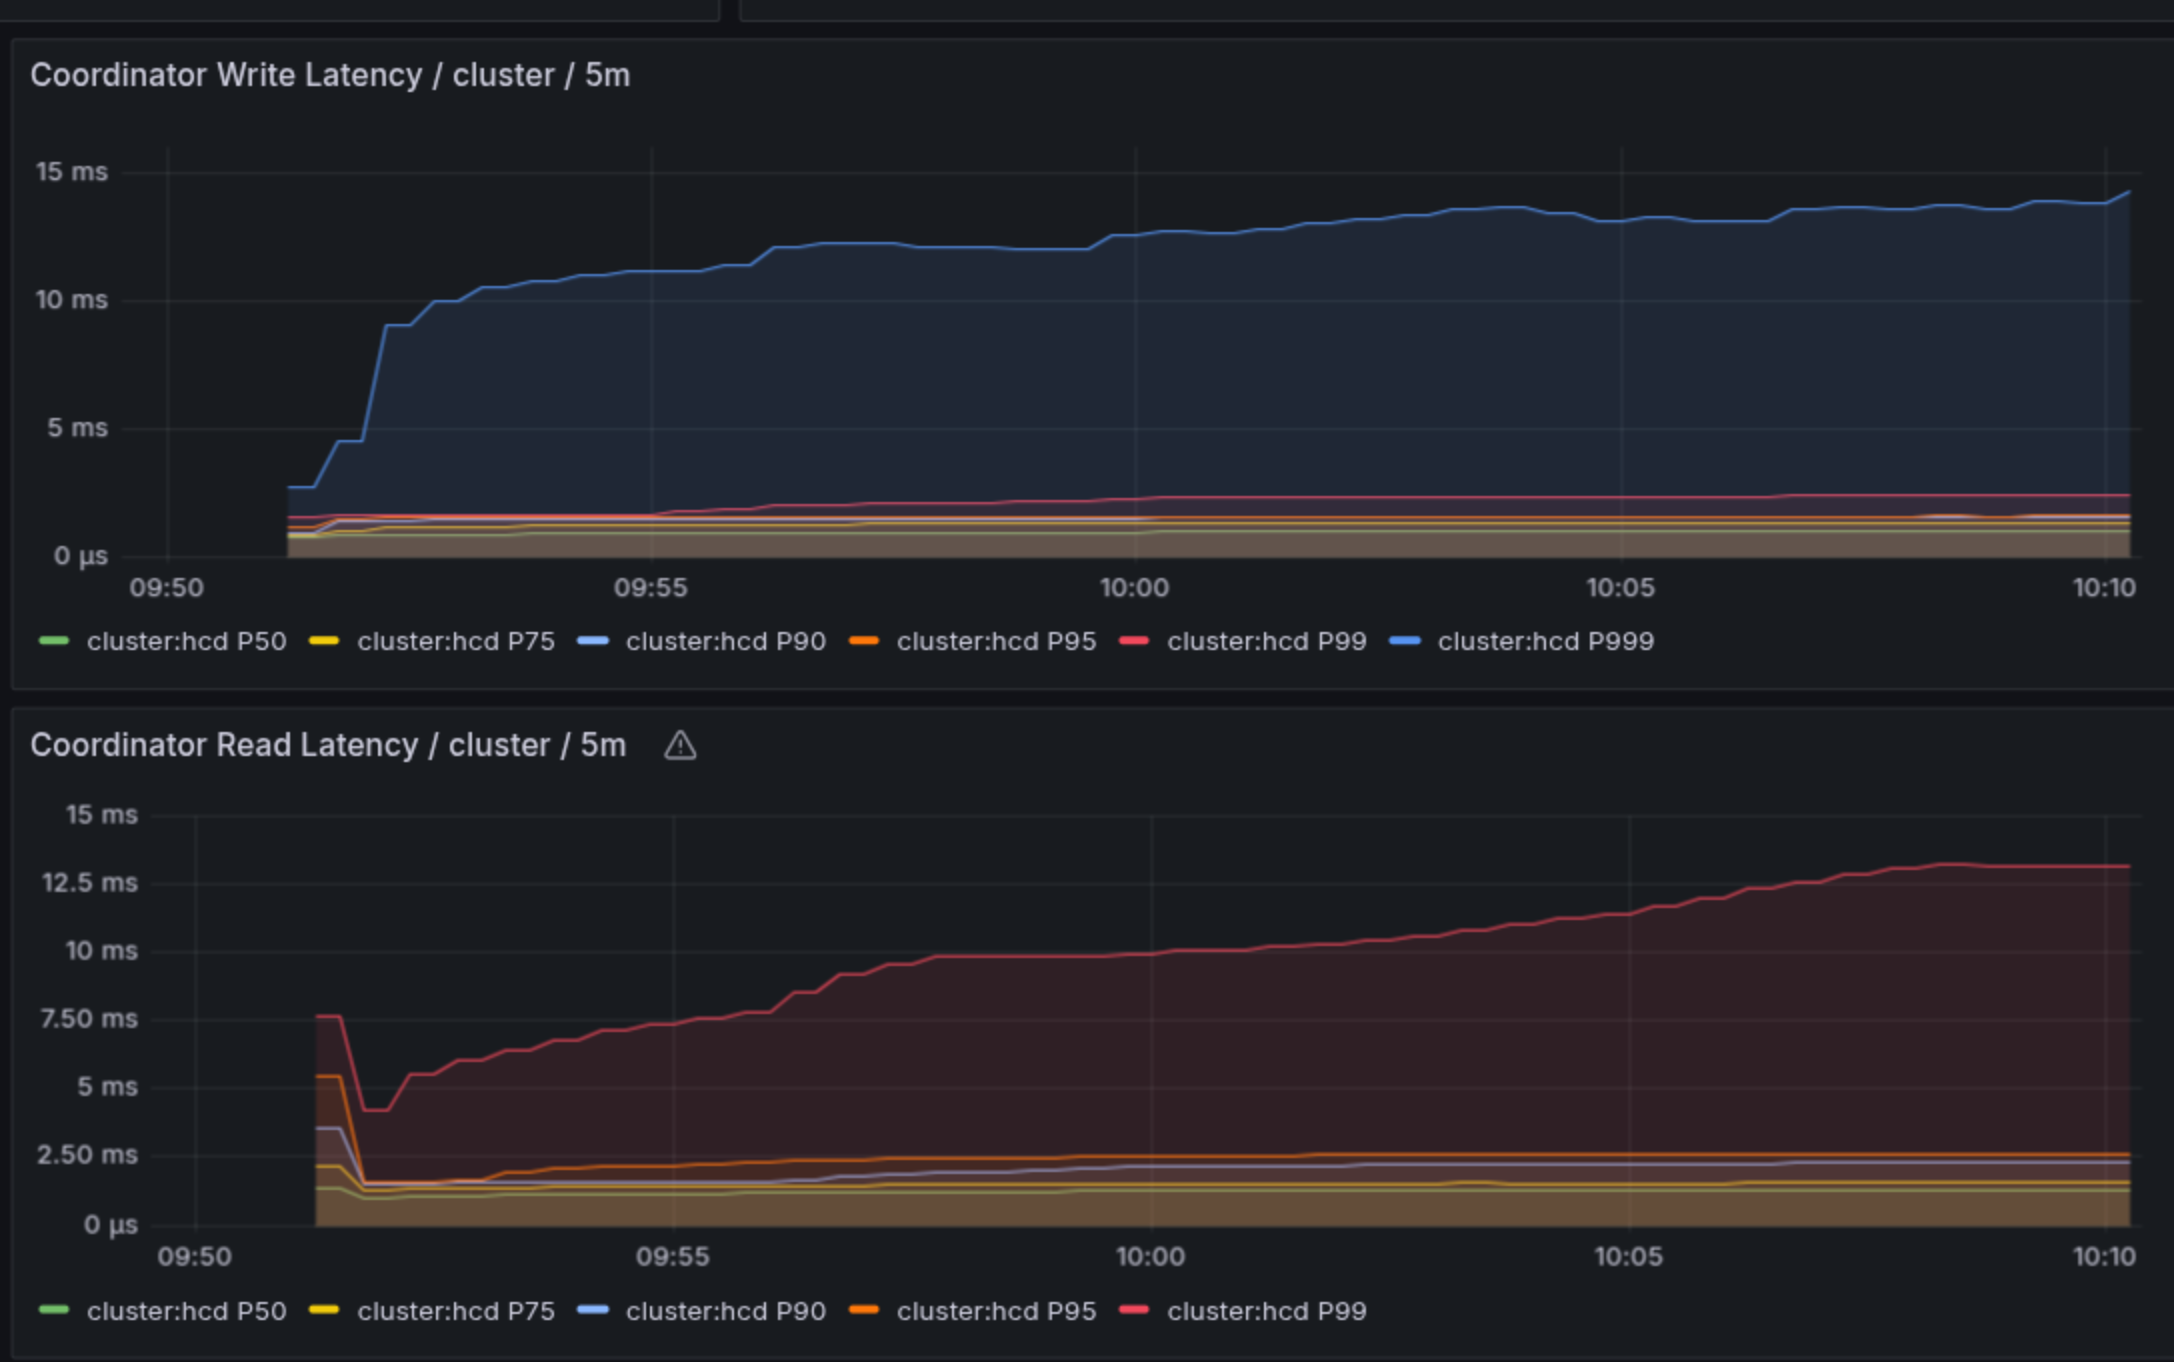 Coordinator Write Latency / cluster / 5m
15 ms
10 ms
5 ms
0 µs
09:50 09:55 10:00 10:05 10:10
cluster:hcd P50 cluster:hcd P75 cluster:hcd P90 cluster:hcd P95 cluster:hcd P99 cluster:hcd P999
Coordinator Read Latency / cluster / 5m
15 ms
12.5 ms
10 ms
7.50 ms
5 ms
2.50 ms
0 µs
09:50 09:55 10:00 10:05 10:10
cluster:hcd P50 cluster:hcd P75 cluster:hcd P90 cluster:hcd P95 cluster:hcd P99